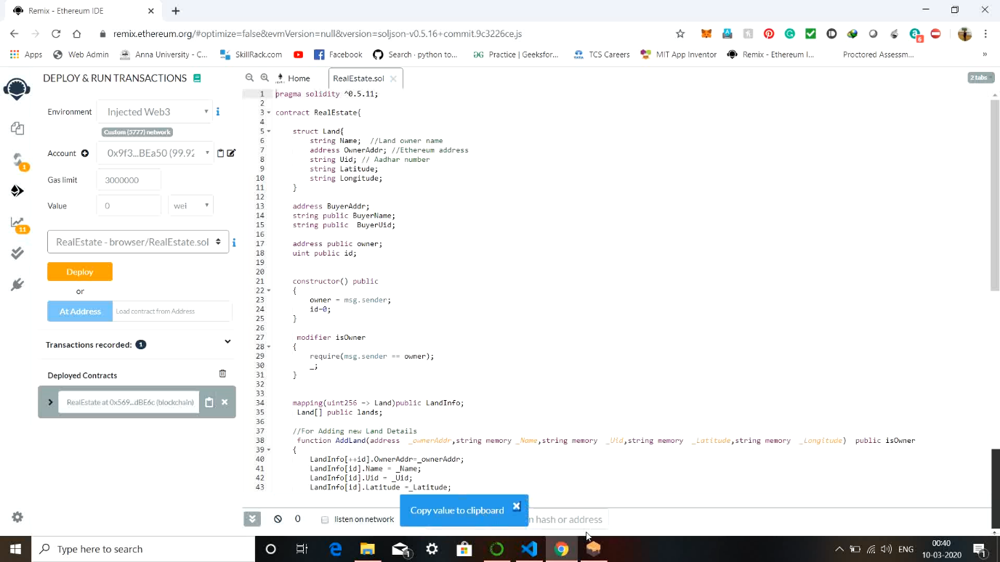 Remix - Ethereum IDE
remix.ethereum.org/#optimize=false&evmVersion=null&version=soljson-v0.5.16+commit.9c3226ce.js
6
Apps Web Admin Anna University - C... SkillRack.com Facebook Search · python to... Practice | Geeksfor... TCS Careers MIT App Inventor Remix - Ethereum I... Proctored Assessm... »
DEPLOY & RUN TRANSACTIONS
Home
RealEstate.sol
2 tabs
Environment
Injected Web3
Custom (5777) network
Account
0x9f3...BEa50 (99.92
1
Gas limit
3000000
Value
0
wei
11
RealEstate - browser/RealEstate.sol
Deploy
or
At Address
Load contract from Address
Transactions recorded: 1
Deployed Contracts
RealEstate at 0x569...dBE6c (blockchain)
1 pragma solidity ^0.5.11;
2
3 contract RealEstate{
4
5 struct Land{
6 string Name; //Land owner name
7 address OwnerAddr; //Ethereum address
8 string Uid; // Aadhar number
9 string Latitude;
10 string Longitude;
11 }
12
13 address BuyerAddr;
14 string public BuyerName;
15 string public BuyerUid;
16
17 address public owner;
18 uint public id;
19
20
21 constructor() public
22 {
23 owner = msg.sender;
24 id=0;
25 }
26
27 modifier isOwner
28 {
29 require(msg.sender == owner);
30 _;
31 }
32
33
34 mapping(uint256 => Land)public LandInfo;
35 Land[] public lands;
36
37 //For Adding new Land Details
38 function AddLand(address _ownerAddr,string memory _Name,string memory _Uid,string memory _Latitude,string memory _Longitude) public isOwner
39 {
40 LandInfo[++id].OwnerAddr=_ownerAddr;
41 LandInfo[id].Name = _Name;
42 LandInfo[id].Uid = _Uid;
43 LandInfo[id].Latitude =_Latitude;
0
listen on network
Copy value to clipboard
n hash or address
Type here to search
1
ENG
00:40
10-03-2020
1